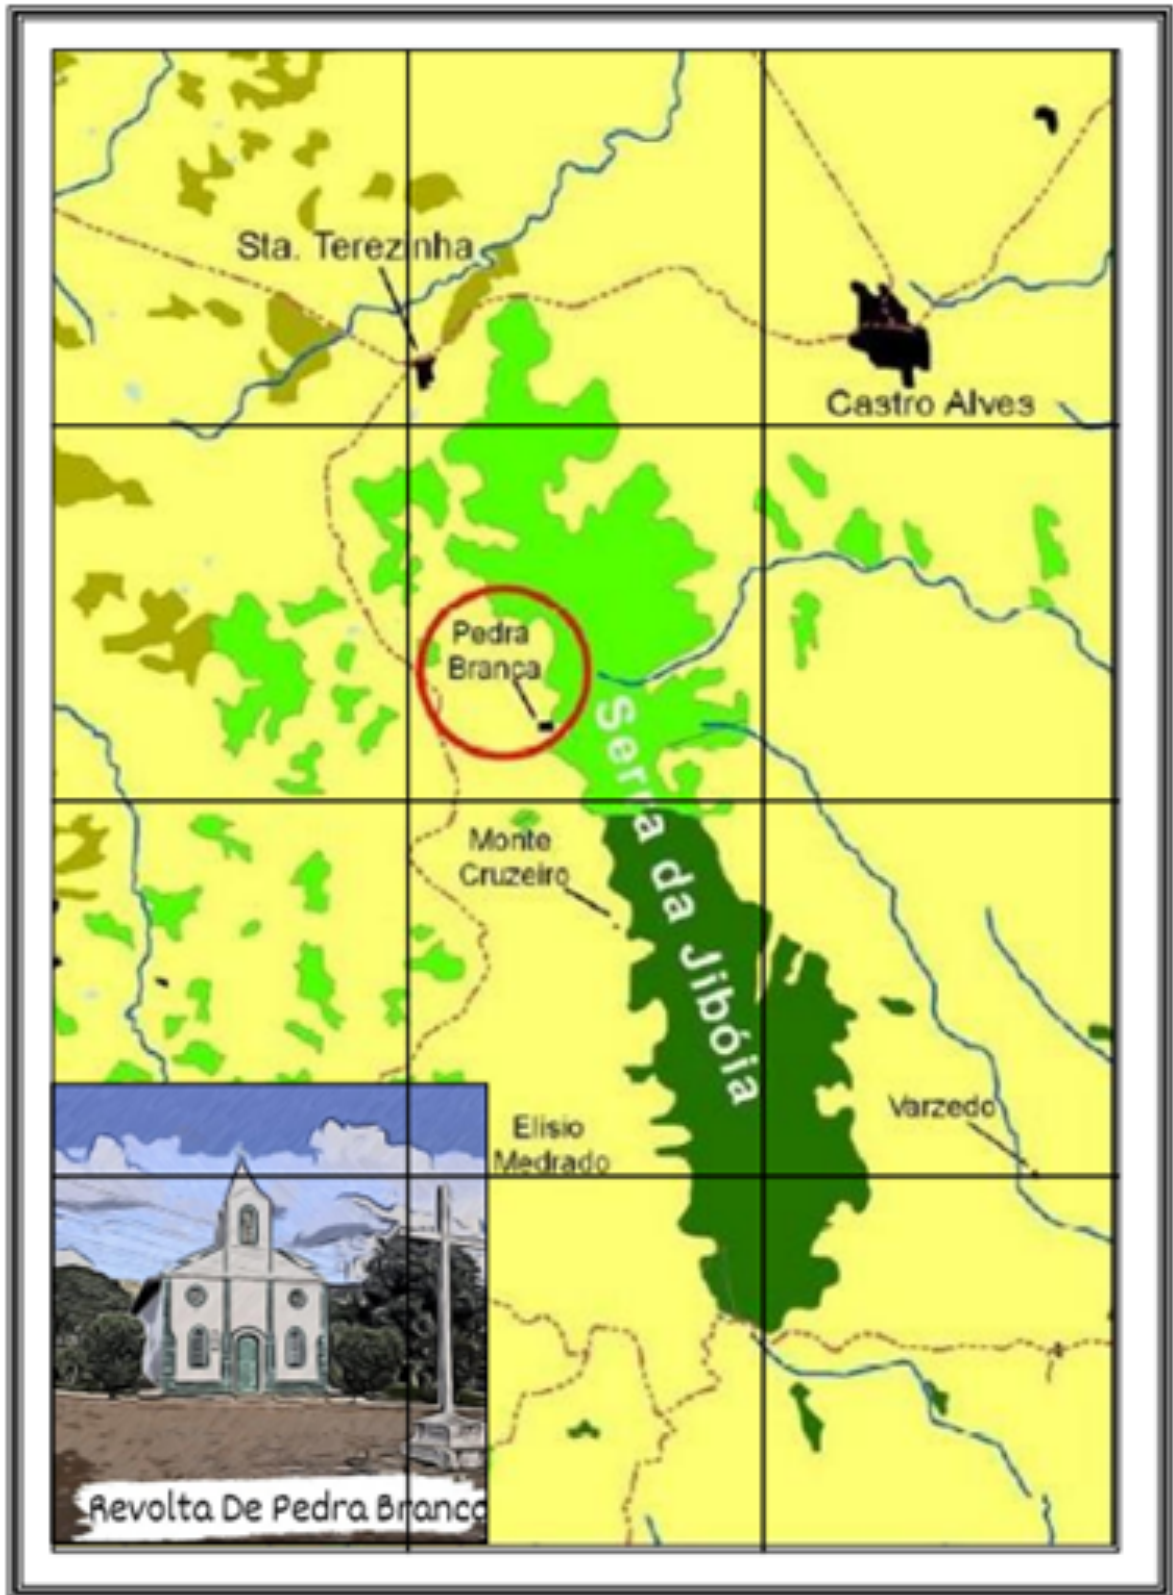 Sta. Terezinha
Castro Alves
Pedra
Branca
Serra da Jibóia
Monte
Cruzeiro
Elisio
Medrado
Varzedo
Revolta De Pedra Branca